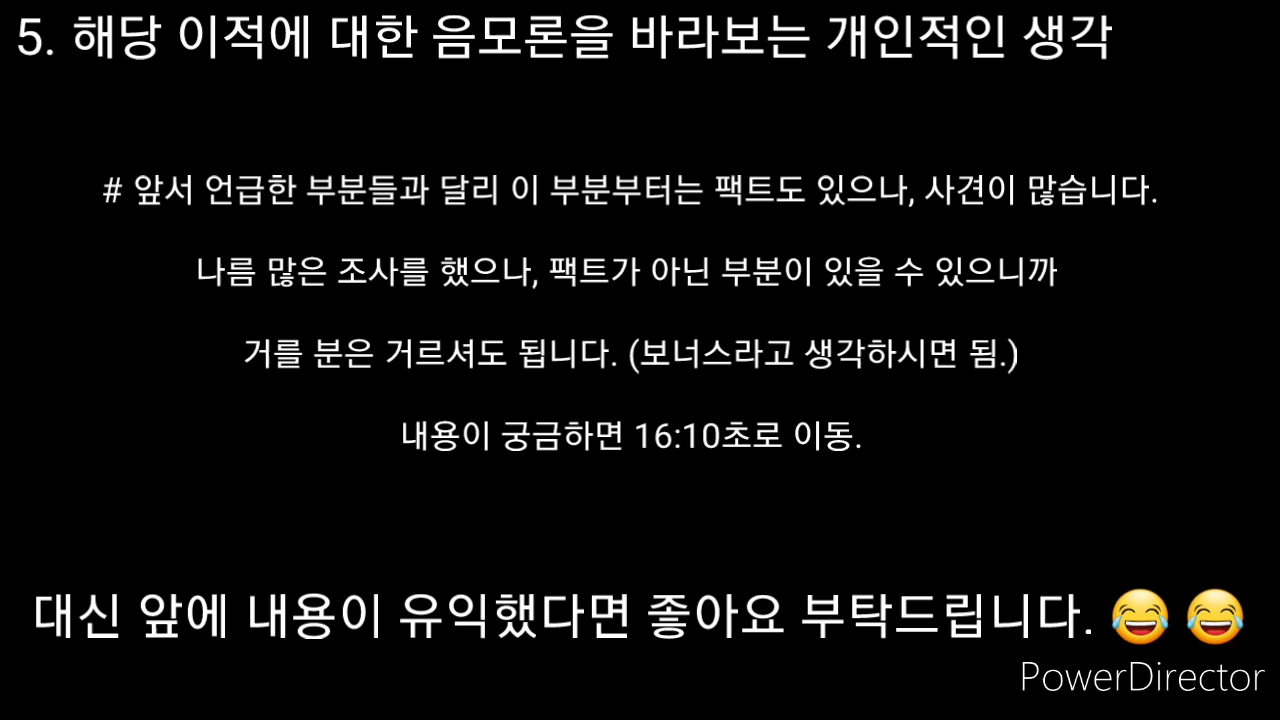 5. 해당 이적에 대한 음모론을 바라보는 개인적인 생각
# 앞서 언급한 부분들과 달리 이 부분부터는 팩트도 있으나, 사견이 많습니다.
나름 많은 조사를 했으나, 팩트가 아닌 부분이 있을 수 있으니까
거를 분은 거르셔도 됩니다. (보너스라고 생각하시면 됨.)
내용이 궁금하면 16:10초로 이동.
대신 앞에 내용이 유익했다면 좋아요 부탁드립니다. 😂 😂
PowerDirector